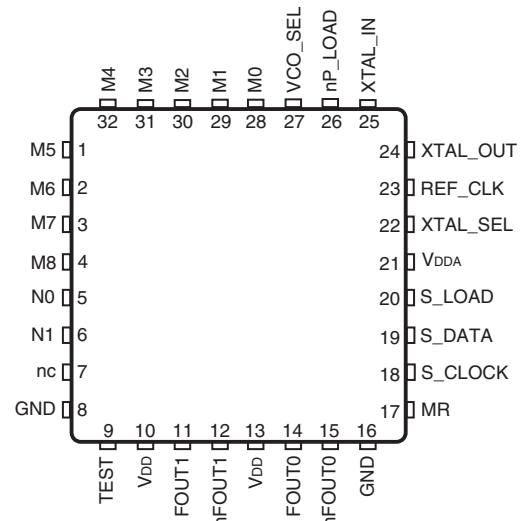 M4 M3 M2 M1 M0 VCO_SEL nP_LOAD XTAL_IN
32 31 30 29 28 27 26 25
M5 1 24 XTAL_OUT
M6 2 23 REF_CLK
M7 3 22 XTAL_SEL
M8 4 21 VDDA
N0 5 20 S_LOAD
N1 6 19 S_DATA
nc 7 18 S_CLOCK
GND 8 17 MR
9 10 11 12 13 14 15 16
TEST VDD FOUT1 nFOUT1 VDD FOUT0 nFOUT0 GND